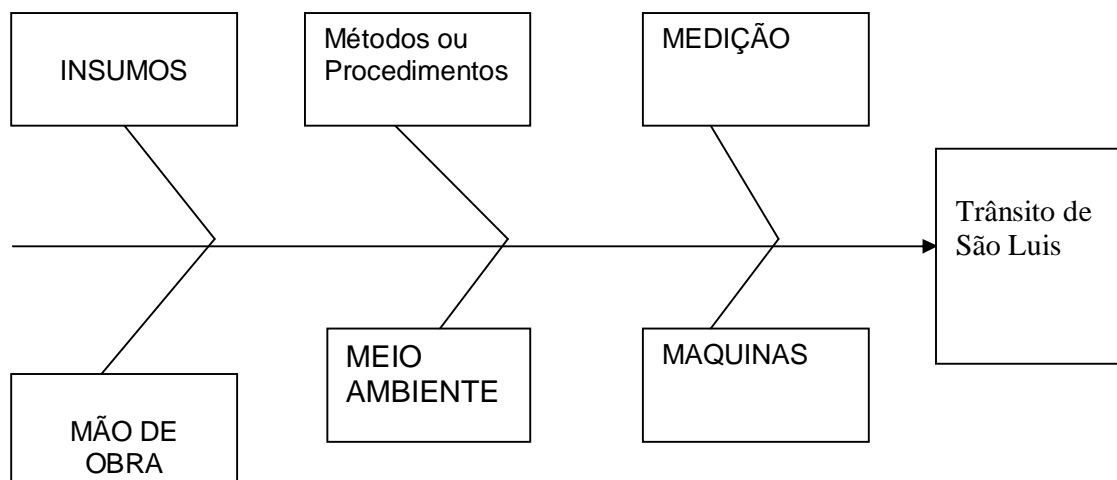 INSUMOS
Métodos ou
Procedimentos
MEDIÇÃO
Trânsito de
São Luis
MEIO
AMBIENTE
MAQUINAS
MÃO DE
OBRA